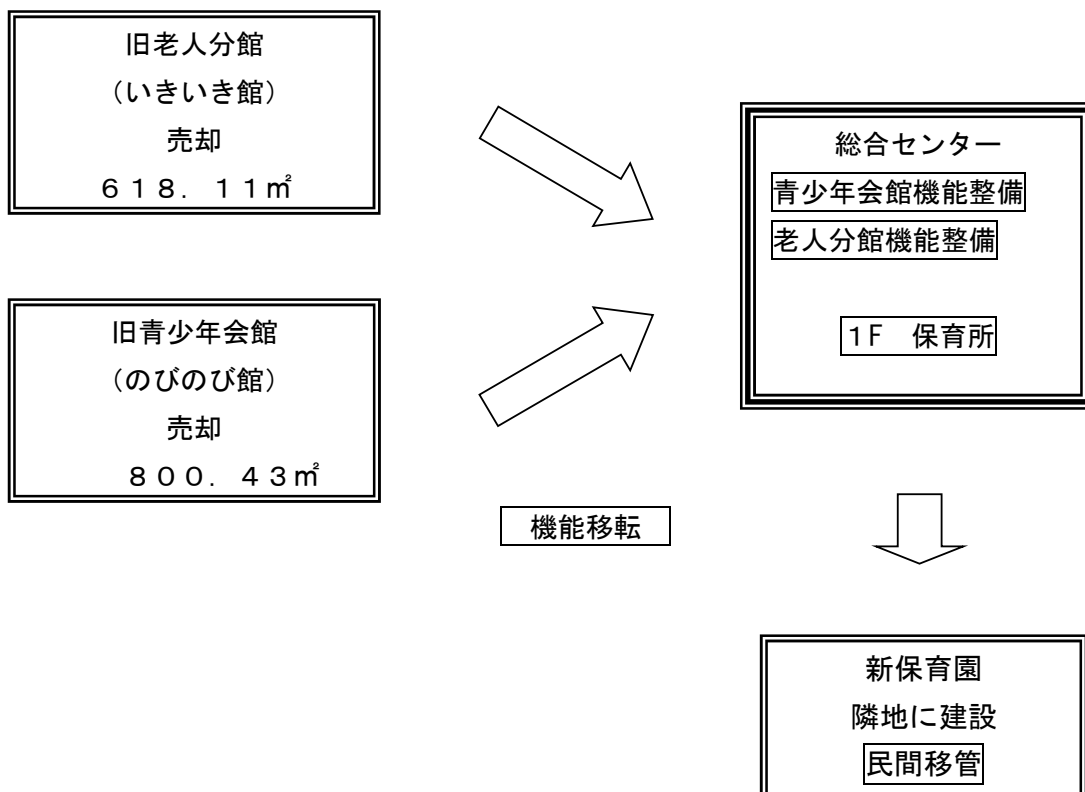 旧老人分館
（いきいき館）
売却
６１８．１１㎡
旧青少年会館
（のびのび館）
売却
８００．４３㎡
機能移転
総合センター
青少年会館機能整備
老人分館機能整備
１F　保育所
新保育園
隣地に建設
民間移管